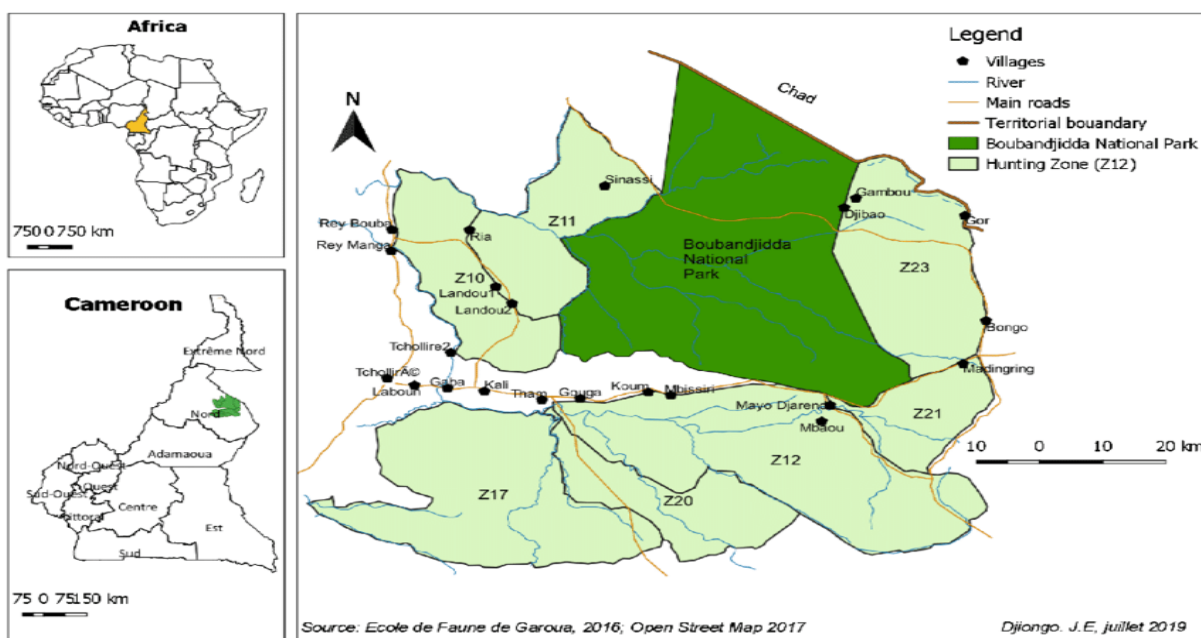 Africa
7500 750 km
Cameroon
Extrême Nord
Nord
Adamaoua
Nord-Ouest
Ouest
Sud-Ouest
Littoral
Centre
Est
Sud
75 0 75150 km
N
Chad
Legend
Villages
River
Main roads
Territorial bouandary
Boubandjidda National Park
Hunting Zone (Z12)
Sinassi
Gambou
Djibao
Gor
Z11
Rey Bouba
Ria
Rey Manga
Boubandjidda
National
Park
Z23
Z10
Landou1
Landou2
Bongo
Tchollire2
Madingring
TchollirÃ©
Laboun
Gaba
Kali
Tham
Gouga
Koum
Mbissiri
Mayo Djarendi
Mbaou
Z21
10 0 10 20 km
Z12
Z17
Z20
Source: Ecole de Faune de Garoua, 2016; Open Street Map 2017
Djiongo. J.E, juillet 2019